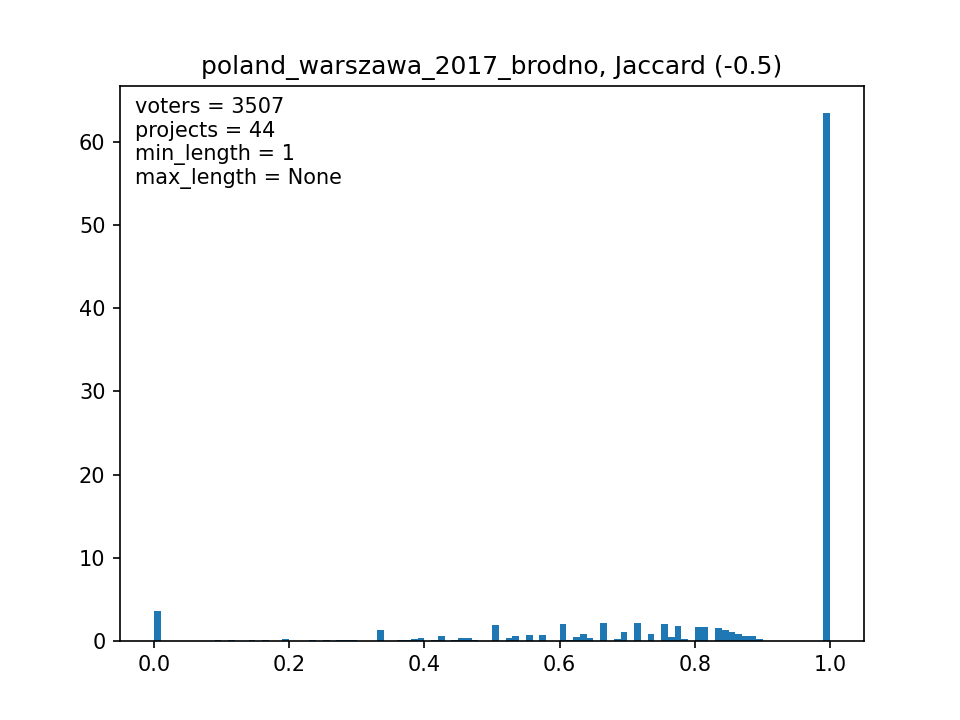 poland_warszawa_2017_brodno, Jaccard (-0.5)
voters = 3507
projects = 44
min_length = 1
max_length = None
60
50
40
30
20
10
0
0.0 0.2 0.4 0.6 0.8 1.0